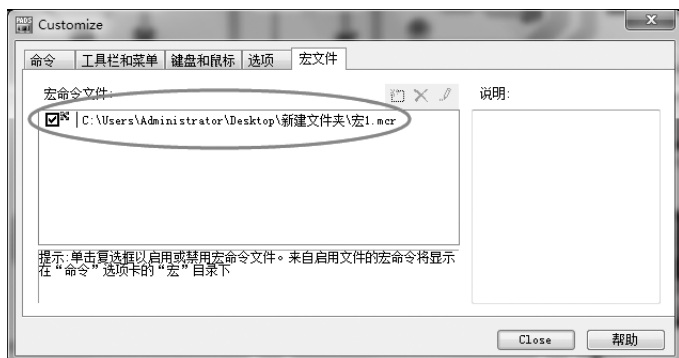 PADS
Customize
命令
工具栏和菜单
键盘和鼠标
选项
宏文件
宏命令文件:
说明:
C:\Users\Administrator\Desktop\新建文件夹\宏1.mcr
提示:单击复选框以启用或禁用宏命令文件。来自启用文件的宏命令将显示
在“命令”选项卡的“宏”目录下
Close
帮助